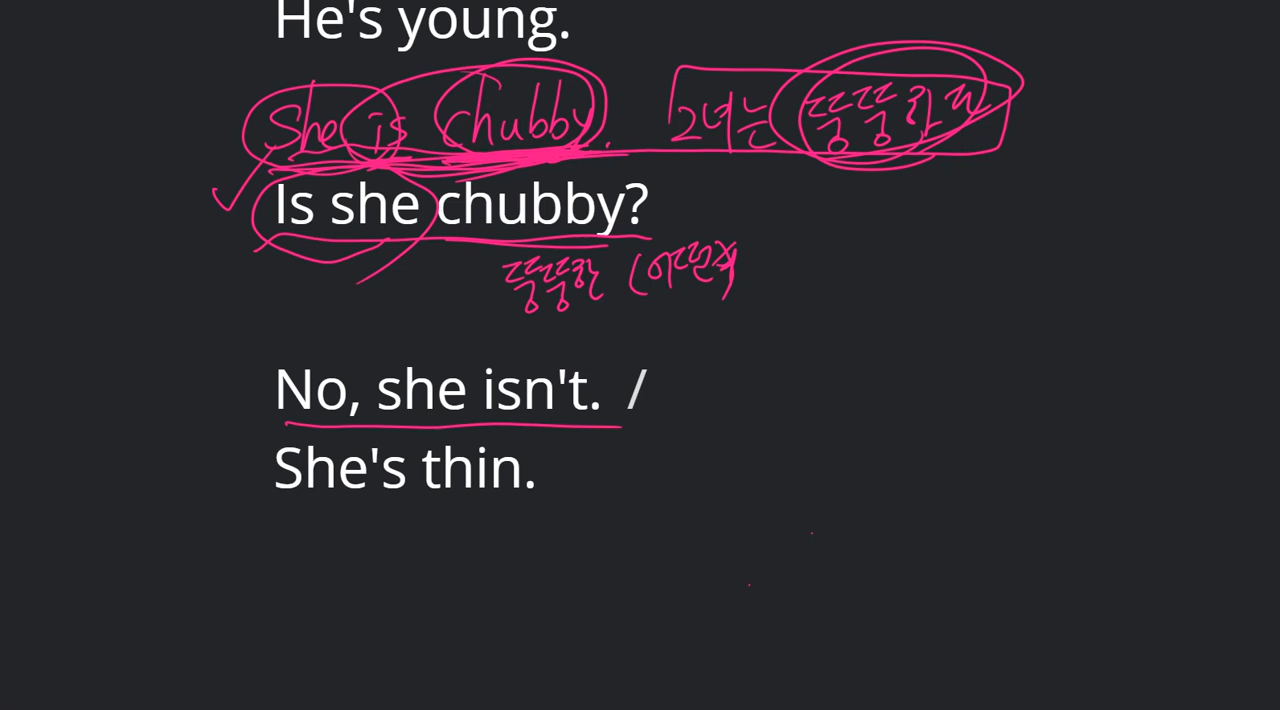 He's young.
She is chubby. 그녀는 뚱뚱하다
Is she chubby?
뚱뚱한 (어떤
No, she isn't. /
She's thin.